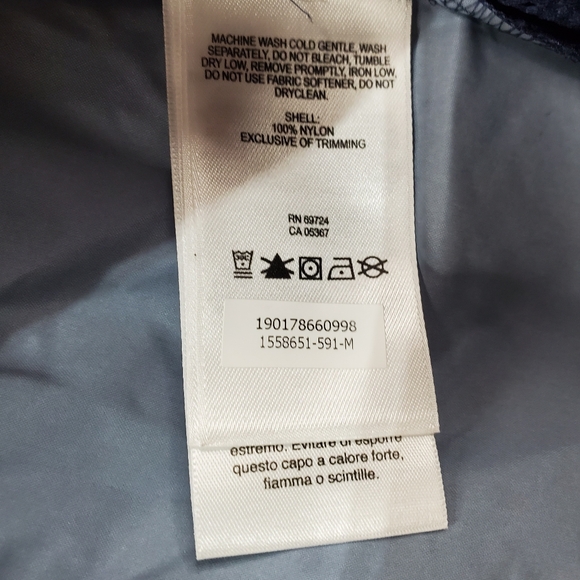 MACHINE WASH COLD GENTLE, WASH
SEPARATELY, DO NOT BLEACH, TUMBLE
DRY LOW, REMOVE PROMPTLY, IRON LOW,
DO NOT USE FABRIC SOFTENER, DO NOT
DRYCLEAN.
SHELL:
100% NYLON
EXCLUSIVE OF TRIMMING
RN 69724
CA 05367
190178660998
1558651-591-M
estremo. Evitare di esporre
questo capo a calore forte,
fiamma o scintille.